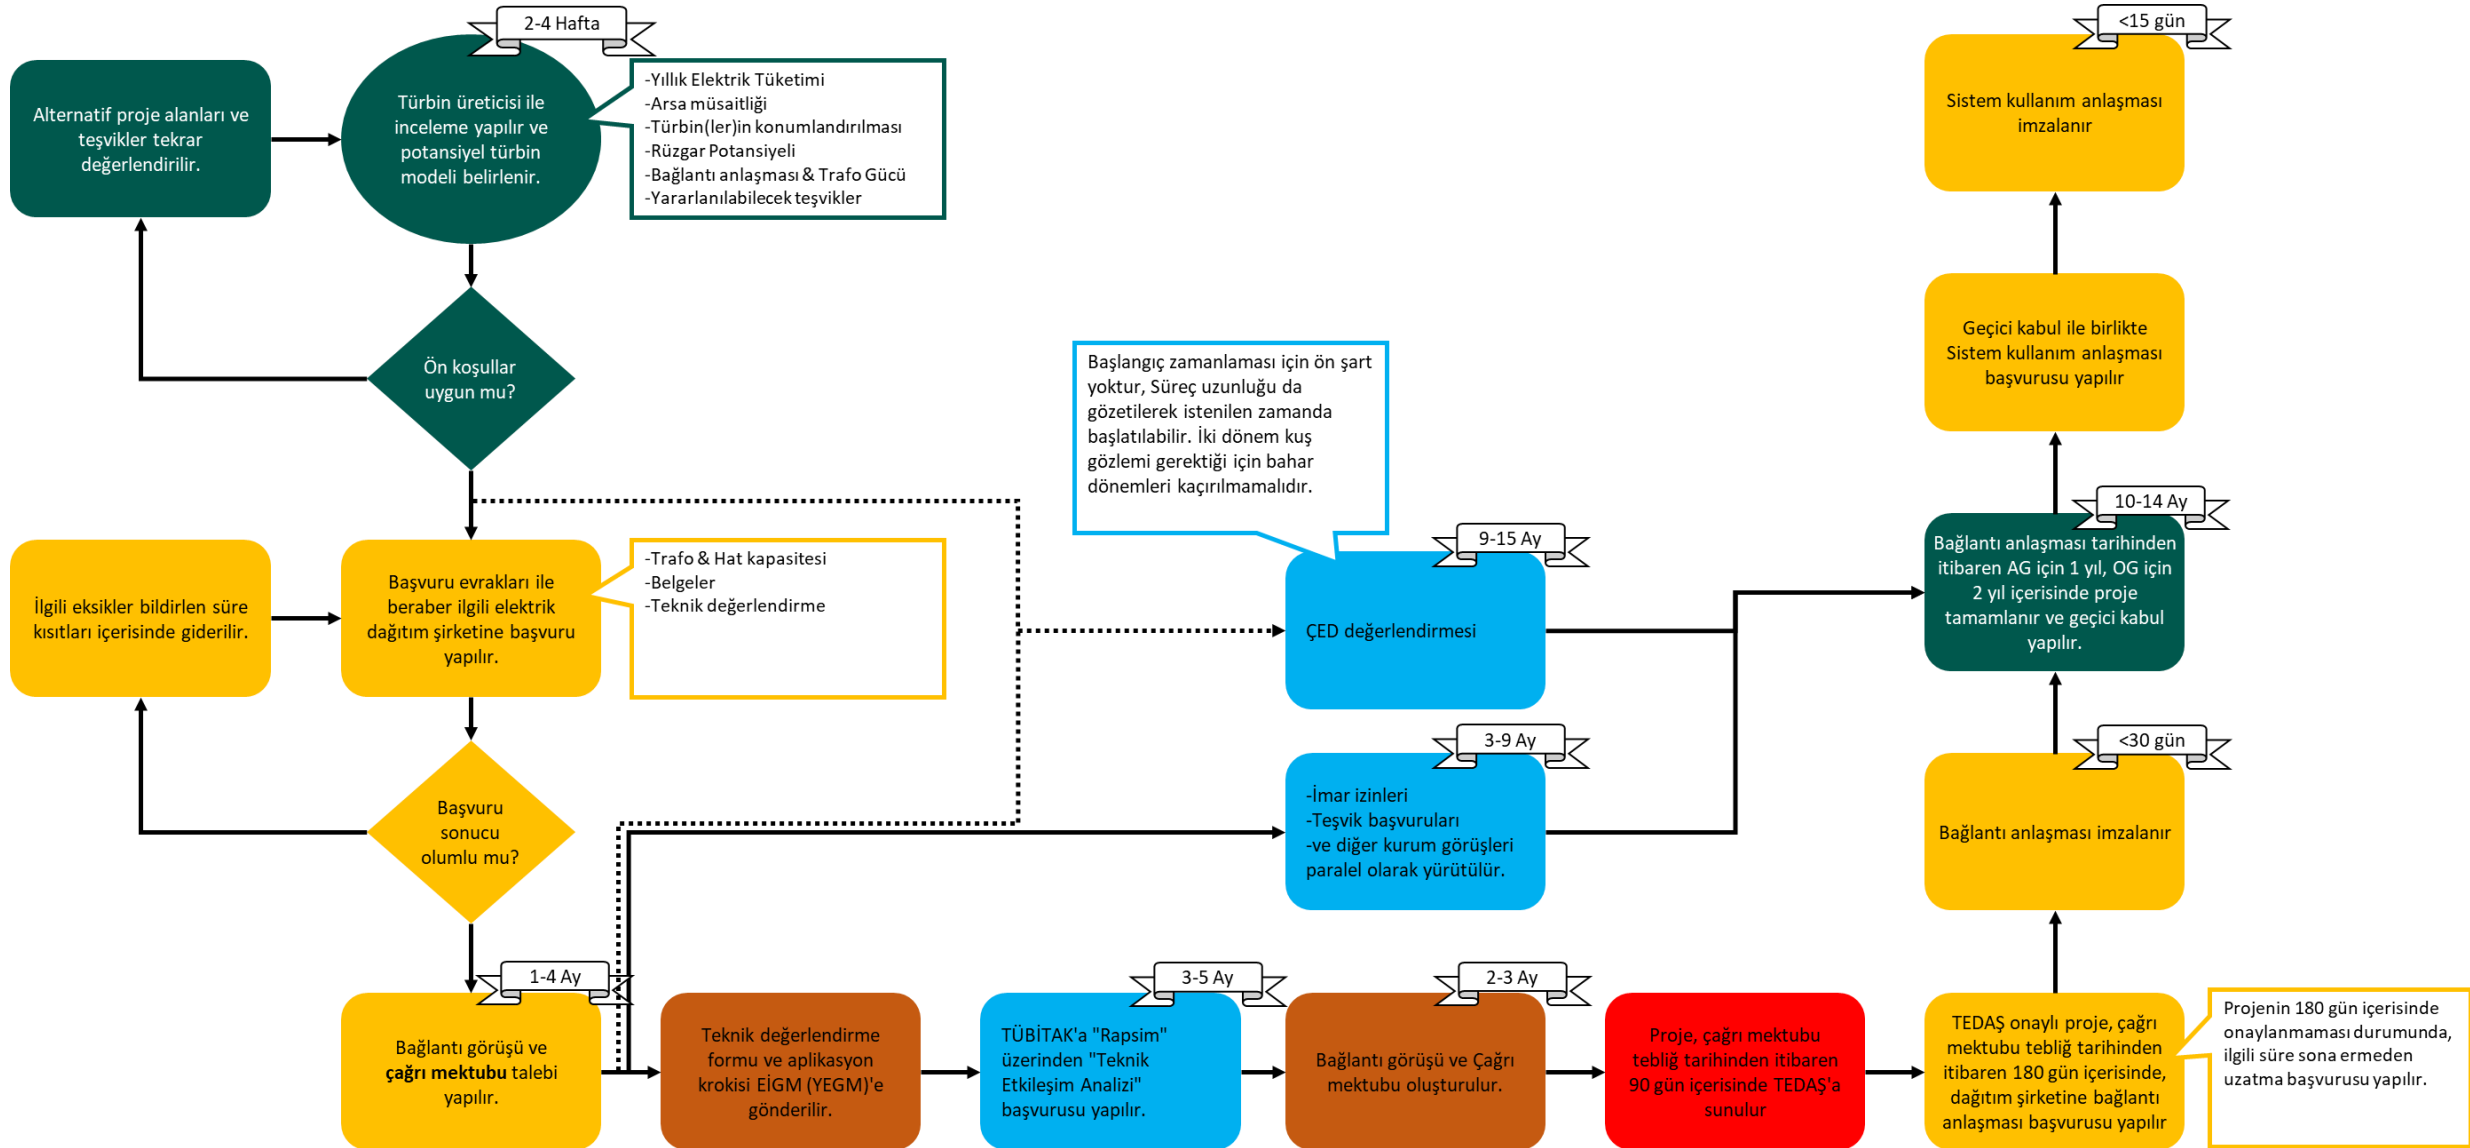 2-4 Hafta
Alternatif proje alanları ve
teşvikler tekrar
değerlendirilir.
Türbin üreticisi ile
inceleme yapılır ve
potansiyel türbin
modeli belirlenir.
-Yıllık Elektrik Tüketimi
-Arsa müsaitliği
-Türbin(ler)in konumlandırılması
-Rüzgar Potansiyeli
-Bağlantı anlaşması & Trafo Gücü
-Yararlanılabilecek teşvikler
Ön koşullar
uygun mu?
İlgili eksikler bildirlen süre
kısıtları içerisinde giderilir.
Başvuru evrakları ile
beraber ilgili elektrik
dağıtım şirketine başvuru
yapılır.
-Trafo & Hat kapasitesi
-Belgeler
-Teknik değerlendirme
Başvuru
sonucu
olumlu mu?
1-4 Ay
Bağlantı görüşü ve
çağrı mektubu talebi
yapılır.
Teknik değerlendirme
formu ve aplikasyon
krokisi EİGM (YEGM)'e
gönderilir.
3-5 Ay
TÜBİTAK'a "Rapsim"
üzerinden "Teknik
Etkileşim Analizi"
başvurusu yapılır.
2-3 Ay
Bağlantı görüşü ve Çağrı
mektubu oluşturulur.
Proje, çağrı mektubu
tebliğ tarihinden itibaren
90 gün içerisinde TEDAŞ'a
sunulur
TEDAŞ onaylı proje, çağrı
mektubu tebliğ tarihinden
itibaren 180 gün içerisinde,
dağıtım şirketine bağlantı
anlaşması başvurusu yapılır
Projenin 180 gün içerisinde
onaylanmaması durumunda,
ilgili süre sona ermeden
uzatma başvurusu yapılır.
Başlangıç zamanlaması için ön şart
yoktur, Süreç uzunluğu da
gözetilerek istenilen zamanda
başlatılabilir. İki dönem kuş
gözlemi gerektiği için bahar
dönemleri kaçırılmamalıdır.
9-15 Ay
ÇED değerlendirmesi
3-9 Ay
-İmar izinleri
-Teşvik başvuruları
-ve diğer kurum görüşleri
paralel olarak yürütülür.
<30 gün
Bağlantı anlaşması imzalanır
10-14 Ay
Bağlantı anlaşması tarihinden
itibaren AG için 1 yıl, OG için
2 yıl içerisinde proje
tamamlanır ve geçici kabul
yapılır.
Geçici kabul ile birlikte
Sistem kullanım anlaşması
başvurusu yapılır
<15 gün
Sistem kullanım anlaşması
imzalanır